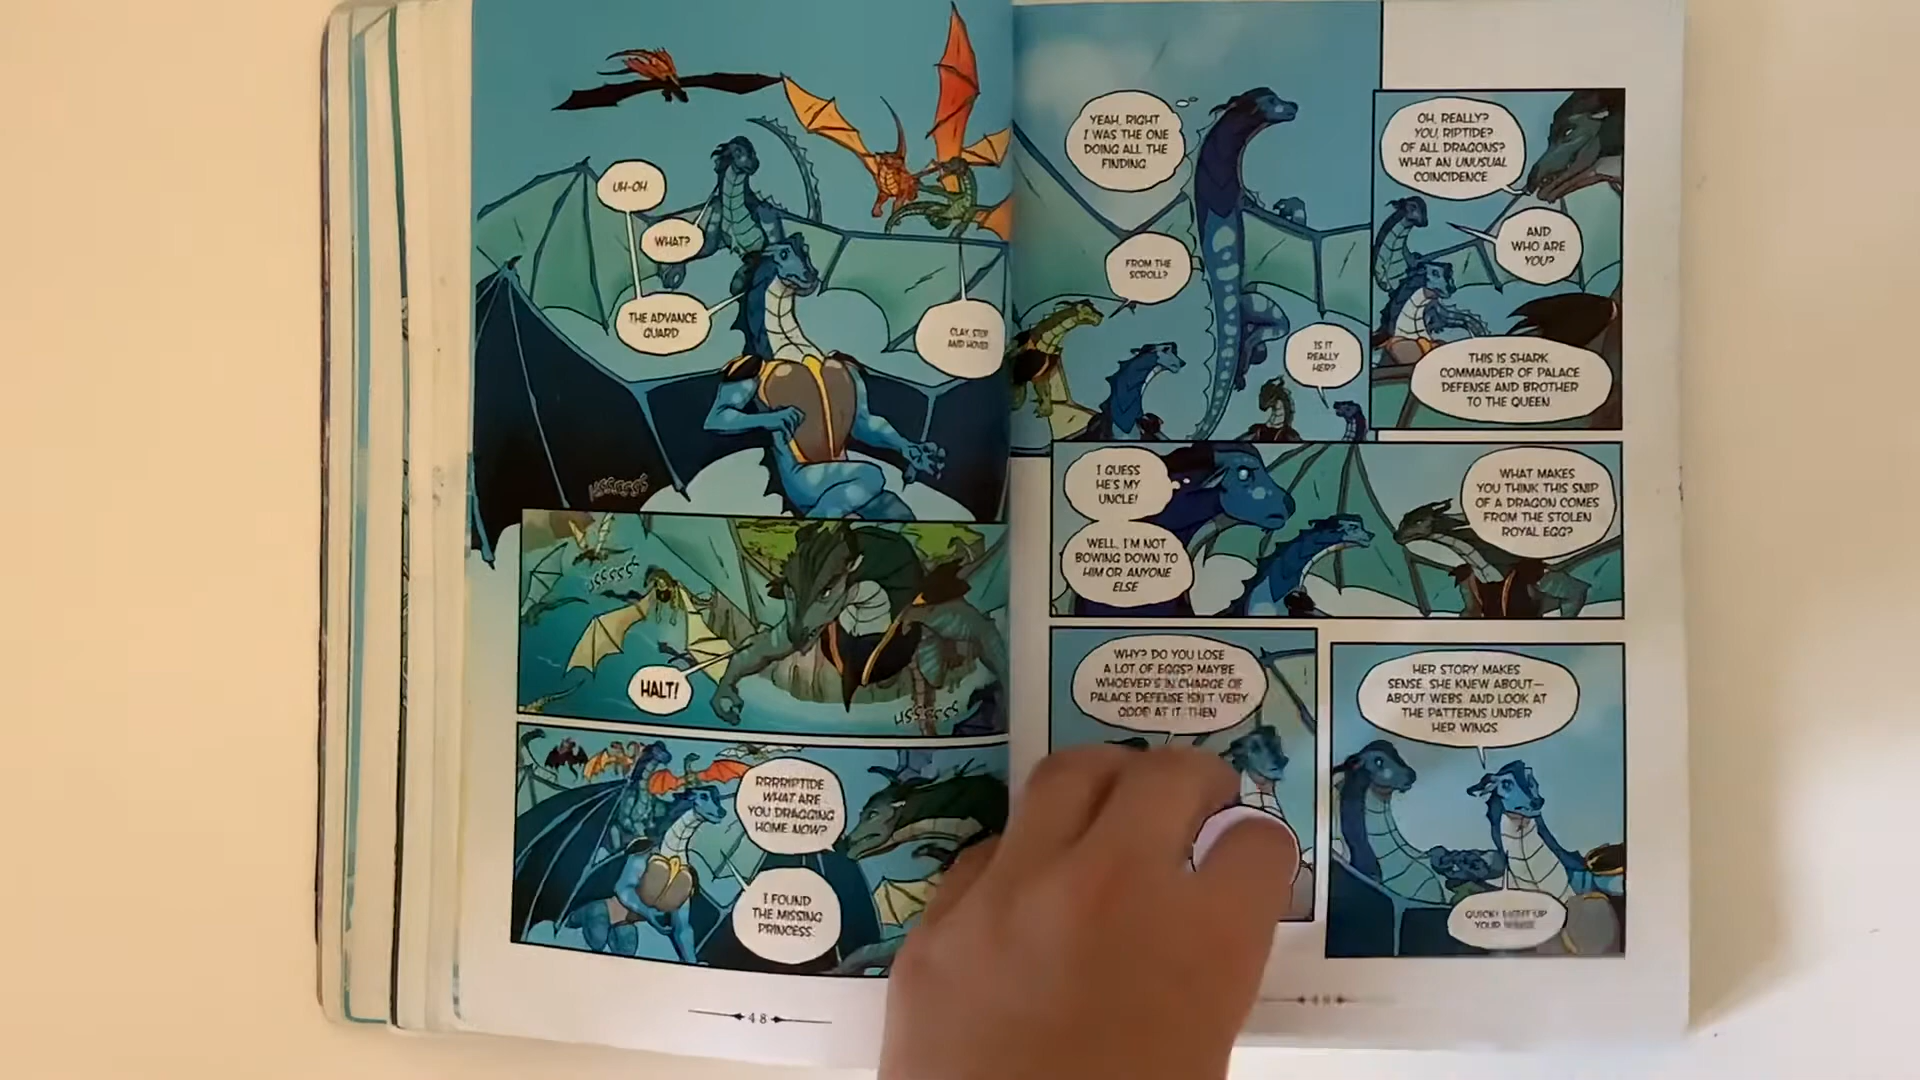 UH-OH.
WHAT?
THE ADVANCE
GUARD.
CLAY, STOP
AND HOVER.
HSSSSSS
HSSSSSS
HALT!
HSSSSSS
RRRRIPTIDE.
WHAT ARE
YOU DRAGGING
HOME NOW?
I FOUND
THE MISSING
PRINCESS.
48
YEAH, RIGHT.
I WAS THE ONE
DOING ALL THE
FINDING.
FROM THE
SCROLL?
IS IT
REALLY
HER?
OH, REALLY?
YOU, RIPTIDE?
OF ALL DRAGONS?
WHAT AN UNUSUAL
COINCIDENCE.
AND
WHO ARE
YOU?
THIS IS SHARK,
COMMANDER OF PALACE
DEFENSE AND BROTHER
TO THE QUEEN.
I GUESS
HE'S MY
UNCLE!
WELL, I'M NOT
BOWING DOWN TO
HIM OR ANYONE
ELSE.
WHAT MAKES
YOU THINK THIS SNIP
OF A DRAGON COMES
FROM THE STOLEN
ROYAL EGG?
WHY? DO YOU LOSE
A LOT OF EGGS? MAYBE
WHOEVER'S IN CHARGE OF
PALACE DEFENSE ISN'T VERY
GOOD AT IT, THEN.
HER STORY MAKES
SENSE. SHE KNEW ABOUT—
ABOUT WEBS. AND LOOK AT
THE PATTERNS UNDER
HER WINGS.
QUICK! LIGHT UP
YOUR WINGS.
49